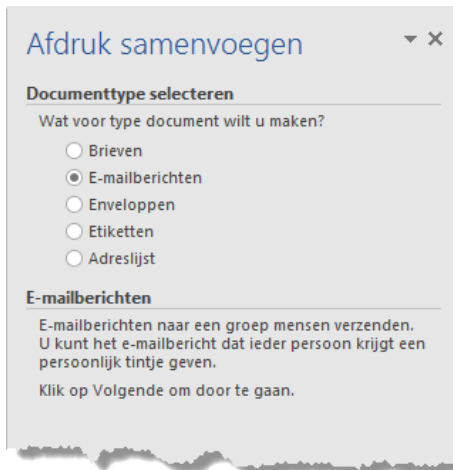 Afdruk samenvoegen
Documenttype selecteren
Wat voor type document wilt u maken?
Brieven
E-mailberichten
Enveloppen
Etiketten
Adreslijst
E-mailberichten
E-mailberichten naar een groep mensen verzenden.
U kunt het e-mailbericht dat ieder persoon krijgt een
persoonlijk tintje geven.
Klik op Volgende om door te gaan.